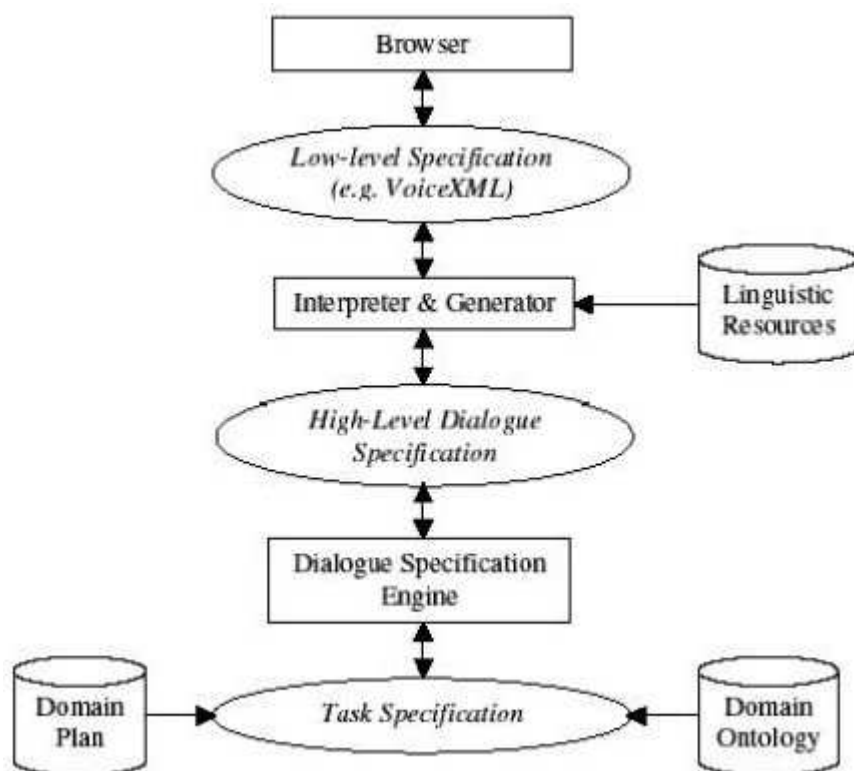 Browser
Low-level Specification
(e.g. VoiceXML)
Interpreter & Generator
Linguistic
Resources
High-Level Dialogue
Specification
Dialogue Specification
Engine
Domain
Plan
Task Specification
Domain
Ontology